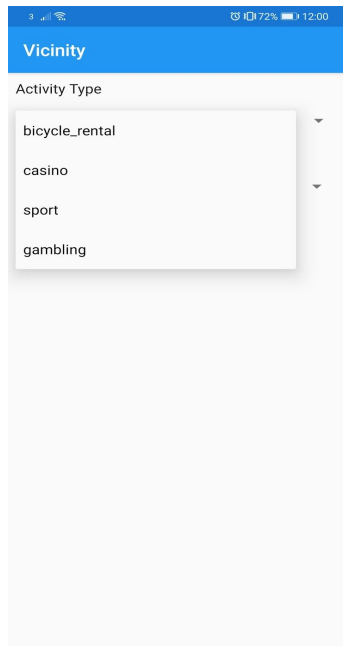 3 72% 12:00
Vicinity
Activity Type
bicycle_rental
casino
sport
gambling